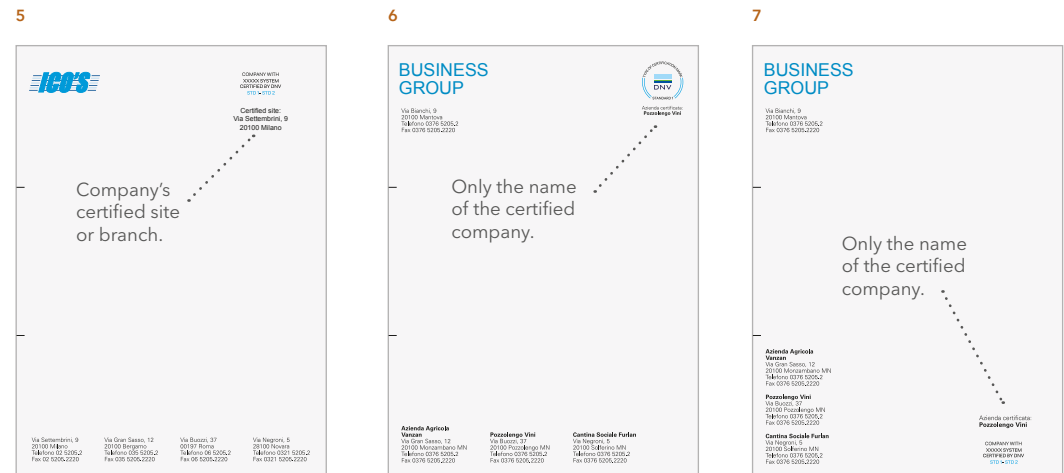 5
ICO'S
COMPANY WITH
XXXXX SYSTEM
CERTIFIED BY DNV
STD 1 - STD 2
Certified site:
Via Settembrini, 9
20100 Milano
Company's
certified site
or branch.
Via Settembrini, 9
20100 Milano
Telefono 02 5205.2
Fax 02 5205.2220
Via Gran Sasso, 12
20100 Bergamo
Telefono 035 5205.2
Fax 035 5205.2220
Via Buozzi, 37
00197 Roma
Telefono 06 5205.2
Fax 06 5205.2220
Via Negroni, 5
28100 Novara
Telefono 0321 5205.2
Fax 0321 5205.2220
6
BUSINESS
GROUP
Via Bianchi, 9
20100 Mantova
Telefono 0376 5205.2
Fax 0376 5205.2220
DNV
STANDARD 1
Azienda certificata:
Pozzolengo Vini
Only the name
of the certified
company.
Azienda Agricola
Vanzan
Via Gran Sasso, 12
20100 Monzambano MN
Telefono 0376 5205.2
Fax 0376 5205.2220
Pozzolengo Vini
Via Buozzi, 37
20100 Pozzolengo MN
Telefono 0376 5205.2
Fax 0376 5205.2220
Cantina Sociale Furlan
Via Negroni, 5
20100 Solferino MN
Telefono 0376 5205.2
Fax 0376 5205.2220
7
BUSINESS
GROUP
Via Bianchi, 9
20100 Mantova
Telefono 0376 5205.2
Fax 0376 5205.2220
Only the name
of the certified
company.
Azienda Agricola
Vanzan
Via Gran Sasso, 12
20100 Monzambano MN
Telefono 0376 5205.2
Fax 0376 5205.2220
Pozzolengo Vini
Via Buozzi, 37
20100 Pozzolengo MN
Telefono 0376 5205.2
Fax 0376 5205.2220
Cantina Sociale Furlan
Via Negroni, 5
20100 Solferino MN
Telefono 0376 5205.2
Fax 0376 5205.2220
Azienda certificata:
Pozzolengo Vini
COMPANY WITH
XXXXX SYSTEM
CERTIFIED BY DNV
STD 1 - STD 2